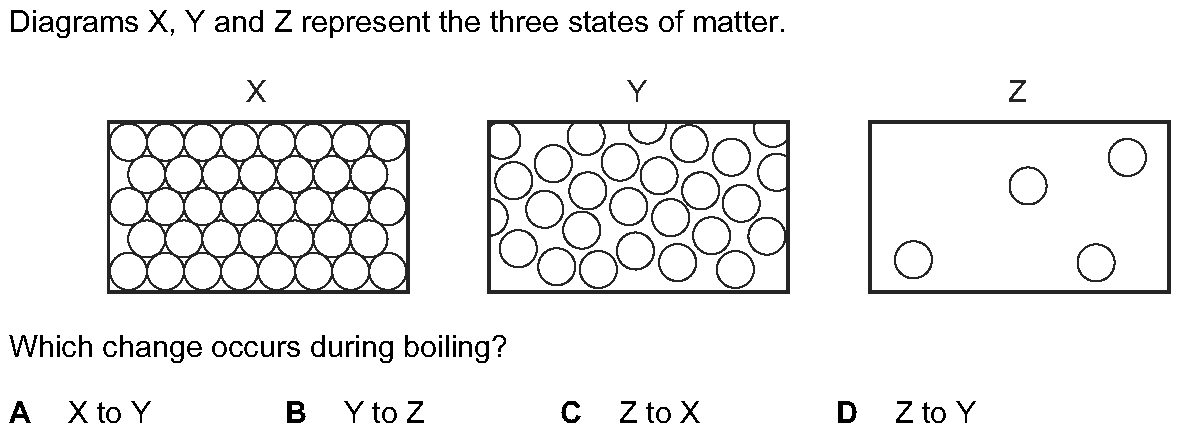 Diagrams X, Y and Z represent the three states of matter.
X Y Z
Which change occurs during boiling?
A X to Y B Y to Z C Z to X D Z to Y